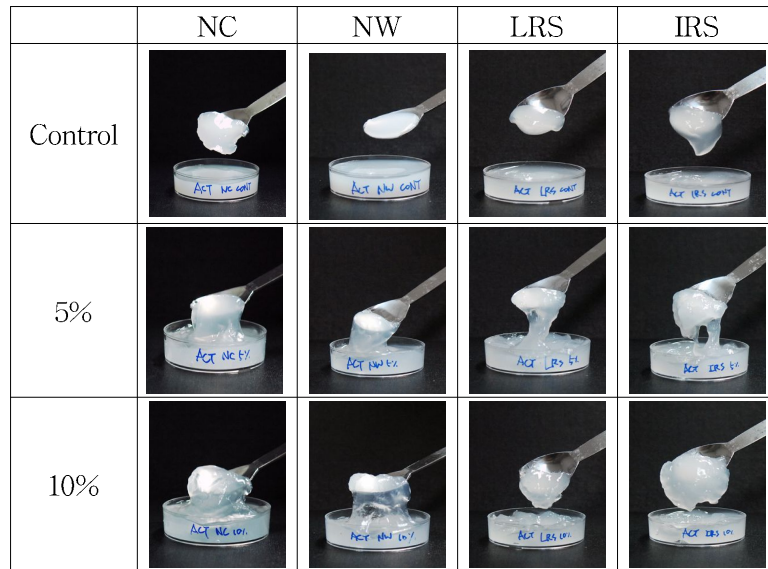 NC NW LRS IRS
Control
ACT NC CONT
ACT NW CONT
ACT LRS CONT
ACT IRS CONT
5%
ACT NC 5%
ACT NW 5%
ACT LRS 5%
ACT IRS 5%
10%
ACT NC 10%
ACT NW 10%
ACT LRS 10%
ACT IRS 10%